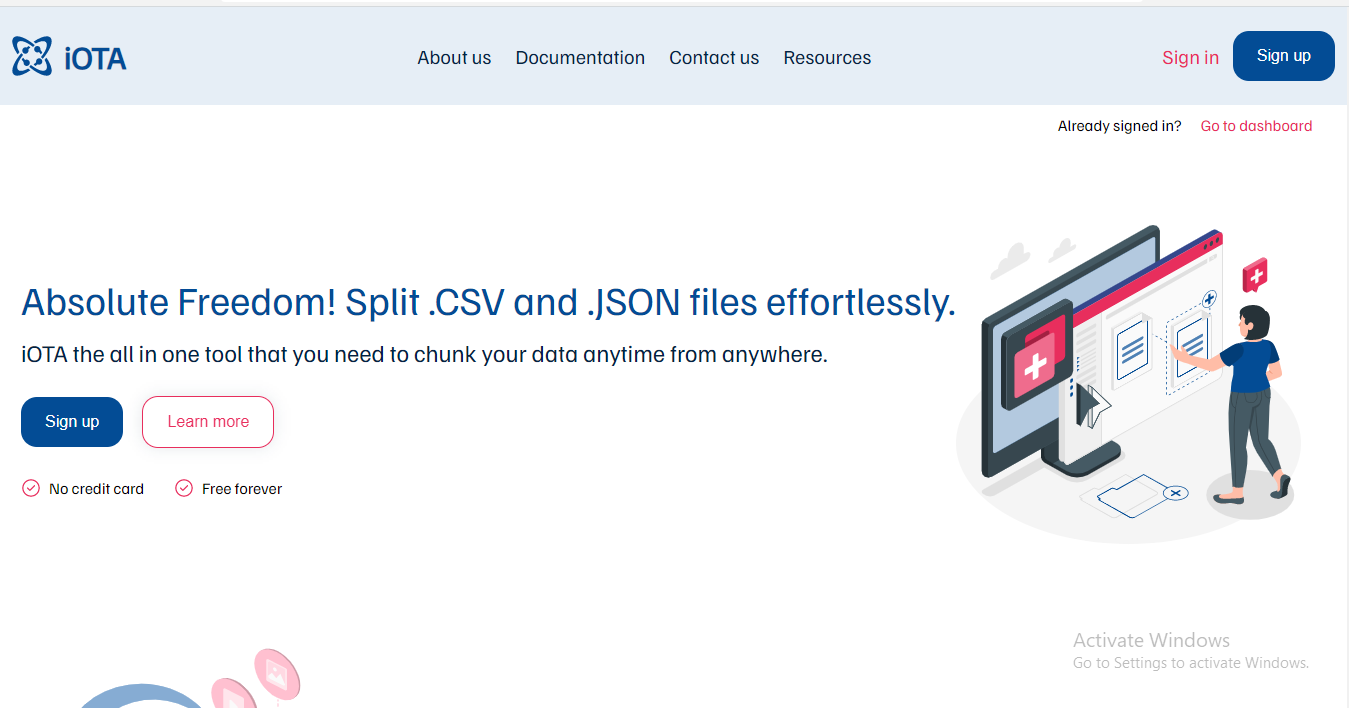 iOTA
About us Documentation Contact us Resources
Sign in Sign up
Already signed in? Go to dashboard
Absolute Freedom! Split .CSV and .JSON files effortlessly.
iOTA the all in one tool that you need to chunk your data anytime from anywhere.
Sign up Learn more
No credit card Free forever
Activate Windows
Go to Settings to activate Windows.